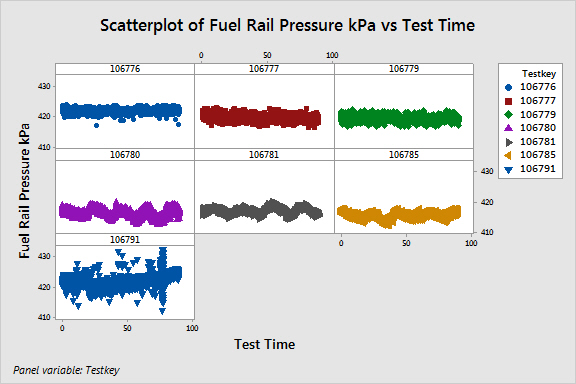 Scatterplot of Fuel Rail Pressure kPa vs Test Time
0 50 100
106776 106777 106779
430
420
410
106780 106781 106785
430
420
410
106791
430
420
410
0 50 100
0 50 100
Fuel Rail Pressure kPa
Test Time
Testkey
106776
106777
106779
106780
106781
106785
106791
Panel variable: Testkey